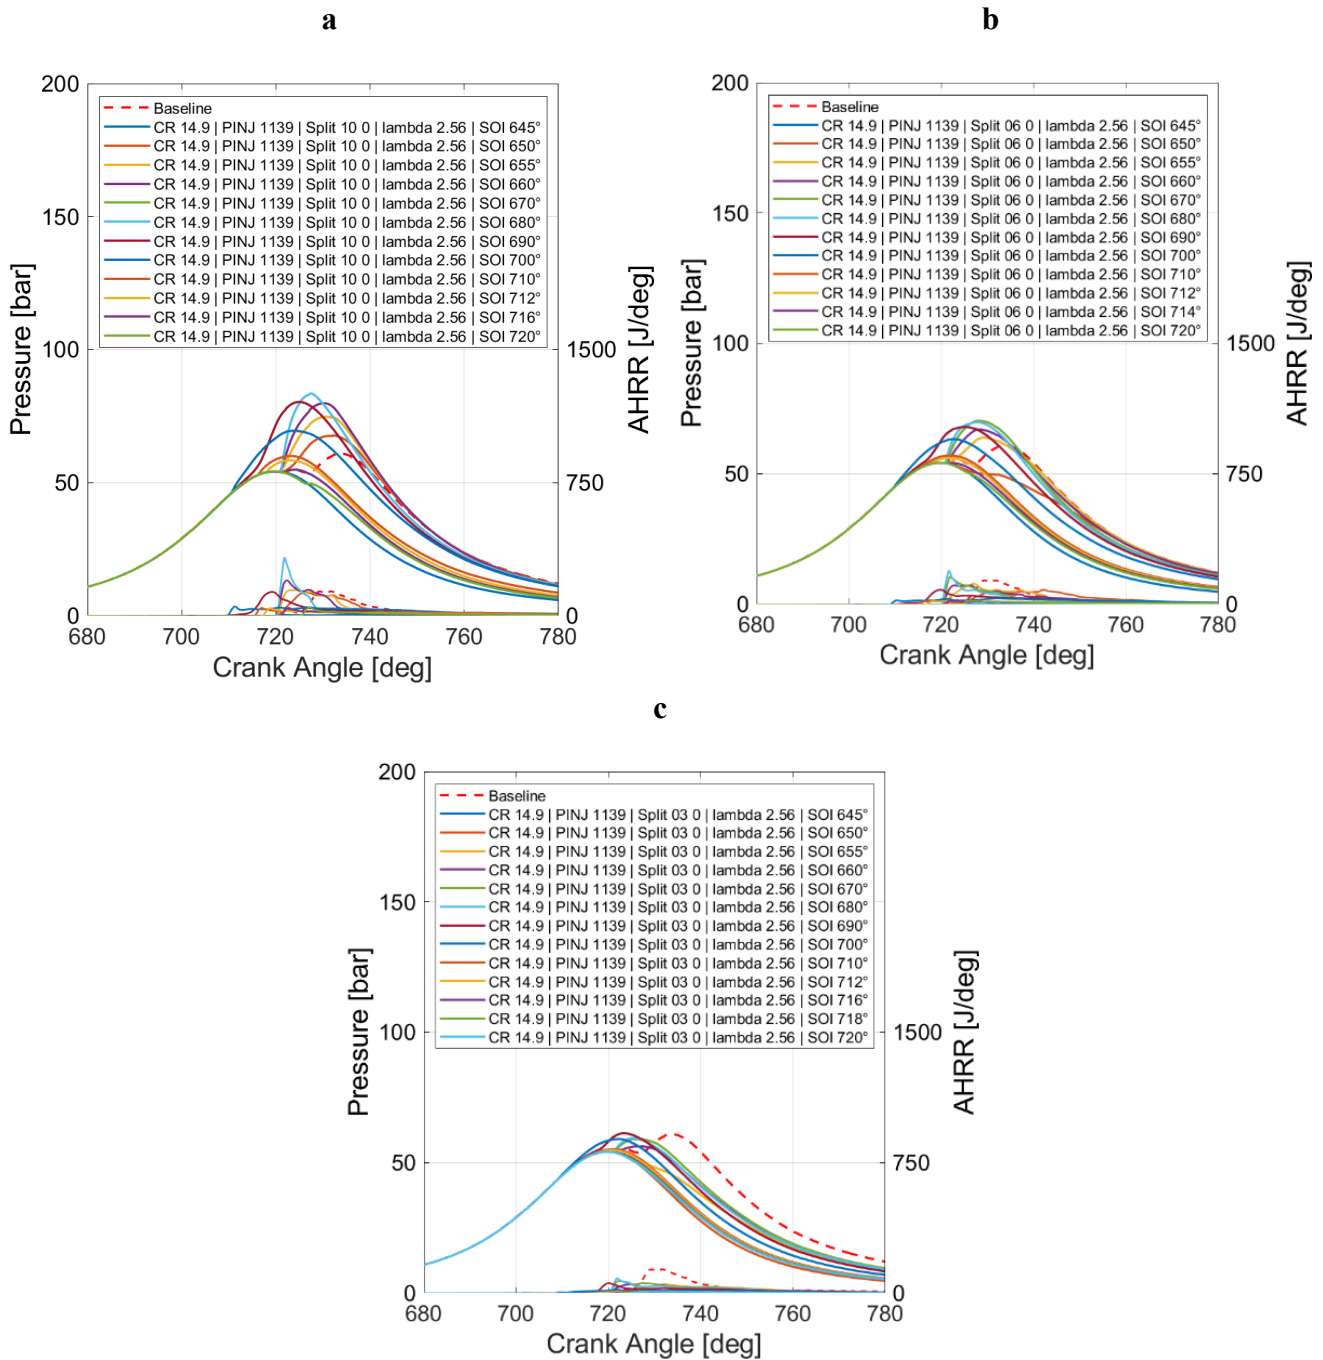 a
200
150
100
50
0
Pressure [bar]
Baseline
CR 14.9 | PINJ 1139 | Split 10 0 | lambda 2.56 | SOI 645°
CR 14.9 | PINJ 1139 | Split 10 0 | lambda 2.56 | SOI 650°
CR 14.9 | PINJ 1139 | Split 10 0 | lambda 2.56 | SOI 655°
CR 14.9 | PINJ 1139 | Split 10 0 | lambda 2.56 | SOI 660°
CR 14.9 | PINJ 1139 | Split 10 0 | lambda 2.56 | SOI 670°
CR 14.9 | PINJ 1139 | Split 10 0 | lambda 2.56 | SOI 680°
CR 14.9 | PINJ 1139 | Split 10 0 | lambda 2.56 | SOI 690°
CR 14.9 | PINJ 1139 | Split 10 0 | lambda 2.56 | SOI 700°
CR 14.9 | PINJ 1139 | Split 10 0 | lambda 2.56 | SOI 710°
CR 14.9 | PINJ 1139 | Split 10 0 | lambda 2.56 | SOI 712°
CR 14.9 | PINJ 1139 | Split 10 0 | lambda 2.56 | SOI 716°
CR 14.9 | PINJ 1139 | Split 10 0 | lambda 2.56 | SOI 720°
1500
750
0
AHRR [J/deg]
680 700 720 740 760 780
Crank Angle [deg]
b
200
150
100
50
0
Pressure [bar]
Baseline
CR 14.9 | PINJ 1139 | Split 06 0 | lambda 2.56 | SOI 645°
CR 14.9 | PINJ 1139 | Split 06 0 | lambda 2.56 | SOI 650°
CR 14.9 | PINJ 1139 | Split 06 0 | lambda 2.56 | SOI 655°
CR 14.9 | PINJ 1139 | Split 06 0 | lambda 2.56 | SOI 660°
CR 14.9 | PINJ 1139 | Split 06 0 | lambda 2.56 | SOI 670°
CR 14.9 | PINJ 1139 | Split 06 0 | lambda 2.56 | SOI 680°
CR 14.9 | PINJ 1139 | Split 06 0 | lambda 2.56 | SOI 690°
CR 14.9 | PINJ 1139 | Split 06 0 | lambda 2.56 | SOI 700°
CR 14.9 | PINJ 1139 | Split 06 0 | lambda 2.56 | SOI 710°
CR 14.9 | PINJ 1139 | Split 06 0 | lambda 2.56 | SOI 712°
CR 14.9 | PINJ 1139 | Split 06 0 | lambda 2.56 | SOI 714°
CR 14.9 | PINJ 1139 | Split 06 0 | lambda 2.56 | SOI 720°
1500
750
0
AHRR [J/deg]
680 700 720 740 760 780
Crank Angle [deg]
c
200
150
100
50
0
Pressure [bar]
Baseline
CR 14.9 | PINJ 1139 | Split 03 0 | lambda 2.56 | SOI 645°
CR 14.9 | PINJ 1139 | Split 03 0 | lambda 2.56 | SOI 650°
CR 14.9 | PINJ 1139 | Split 03 0 | lambda 2.56 | SOI 655°
CR 14.9 | PINJ 1139 | Split 03 0 | lambda 2.56 | SOI 660°
CR 14.9 | PINJ 1139 | Split 03 0 | lambda 2.56 | SOI 670°
CR 14.9 | PINJ 1139 | Split 03 0 | lambda 2.56 | SOI 680°
CR 14.9 | PINJ 1139 | Split 03 0 | lambda 2.56 | SOI 690°
CR 14.9 | PINJ 1139 | Split 03 0 | lambda 2.56 | SOI 700°
CR 14.9 | PINJ 1139 | Split 03 0 | lambda 2.56 | SOI 710°
CR 14.9 | PINJ 1139 | Split 03 0 | lambda 2.56 | SOI 712°
CR 14.9 | PINJ 1139 | Split 03 0 | lambda 2.56 | SOI 716°
CR 14.9 | PINJ 1139 | Split 03 0 | lambda 2.56 | SOI 718°
CR 14.9 | PINJ 1139 | Split 03 0 | lambda 2.56 | SOI 720°
1500
750
0
AHRR [J/deg]
680 700 720 740 760 780
Crank Angle [deg]